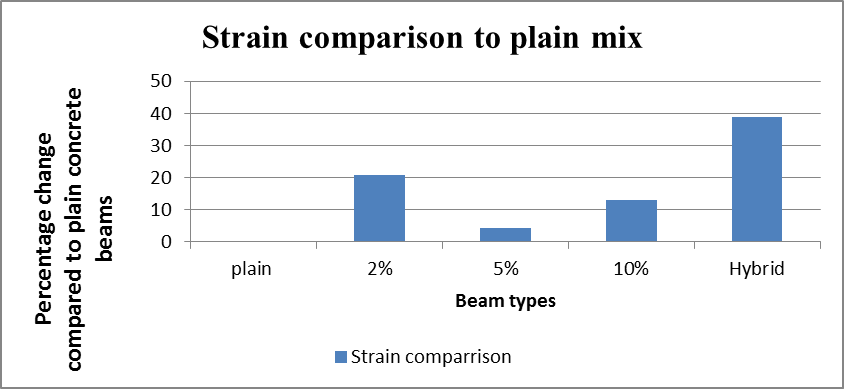 Strain comparison to plain mix
Percentage change
compared to plain concrete
beams
50
40
30
20
10
0
plain
2%
5%
10%
Hybrid
Beam types
Strain comparrison